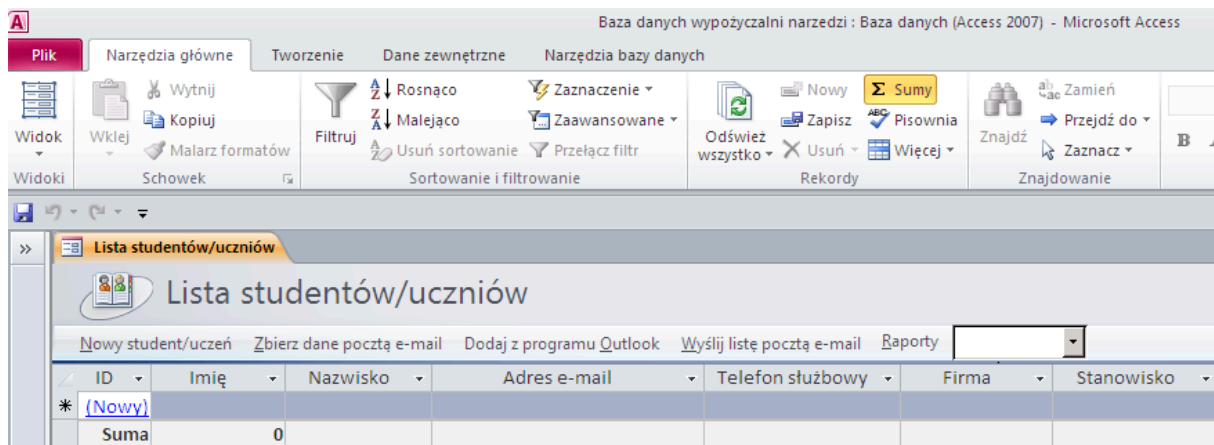 A
Baza danych wypożyczalni narzedzi : Baza danych (Access 2007) - Microsoft Access
Plik Narzędzia główne Tworzenie Dane zewnętrzne Narzędzia bazy danych
Widok
Wklej
Wytnij
Kopiuj
Malarz formatów
Filtruj
Rosnąco
Malejąco
Usuń sortowanie
Zaznaczenie
Zaawansowane
Przełącz filtr
Odśwież
wszystko
Nowy
Zapisz
Usuń
Σ Sumy
ABC Pisownia
Więcej
Znajdź
Zamień
Przejdź do
Zaznacz
B
Widoki Schowek Sortowanie i filtrowanie Rekordy Znajdowanie
Lista studentów/uczniów
Lista studentów/uczniów
Nowy student/uczeń Zbierz dane pocztą e-mail Dodaj z programu Outlook Wyślij listę pocztą e-mail Raporty
ID Imię Nazwisko Adres e-mail Telefon służbowy Firma Stanowisko
* (Nowy)
Suma 0